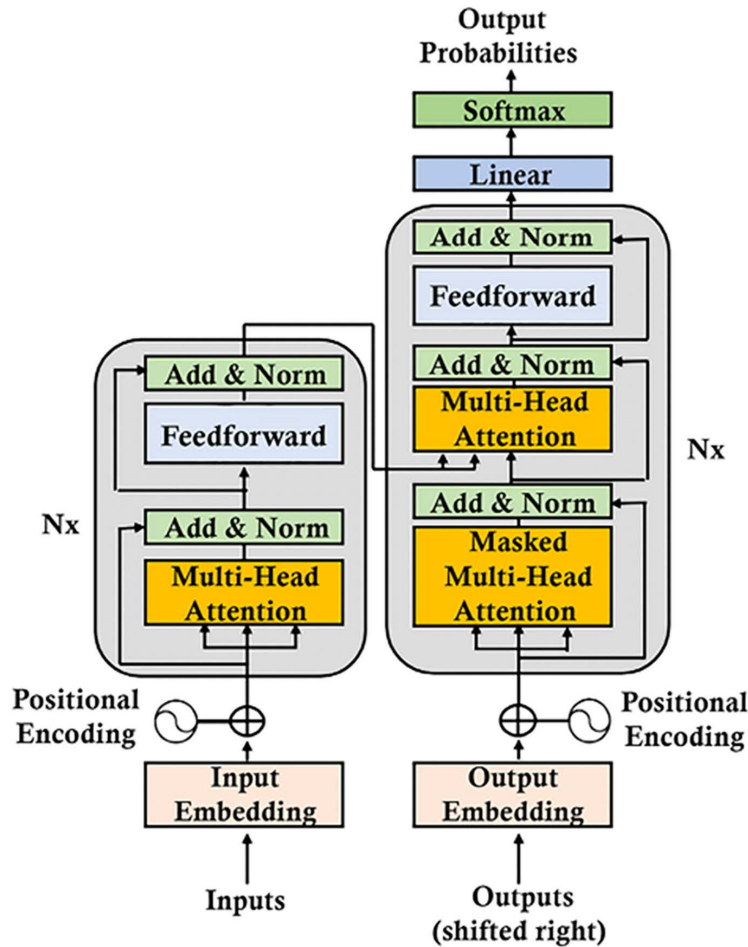 Output
Probabilities
Softmax
Linear
Add & Norm
Feedforward
Add & Norm
Multi-Head
Attention
Nx
Add & Norm
Masked
Multi-Head
Attention
Add & Norm
Feedforward
Nx
Add & Norm
Multi-Head
Attention
Positional
Encoding
Positional
Encoding
Input
Embedding
Output
Embedding
Inputs
Outputs
(shifted right)